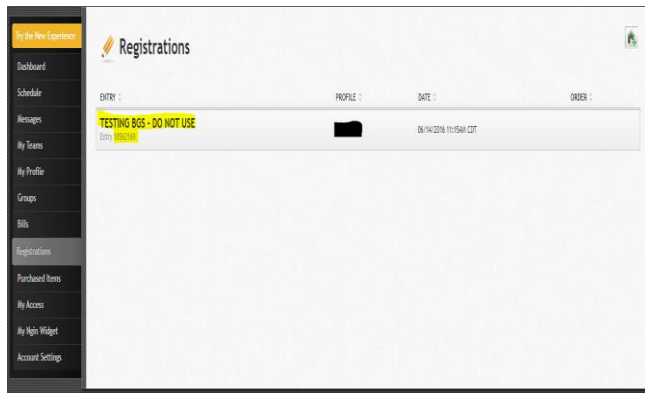 Try the New Experience
Dashboard
Schedule
Messages
My Teams
My Profile
Groups
Bills
Registrations
Purchased Items
My Access
My Ngin Widget
Account Settings
Registrations
ENTRY PROFILE DATE ORDER
TESTING BGS - DO NOT USE
Entry 18562169
06/14/2016 11:15AM CDT